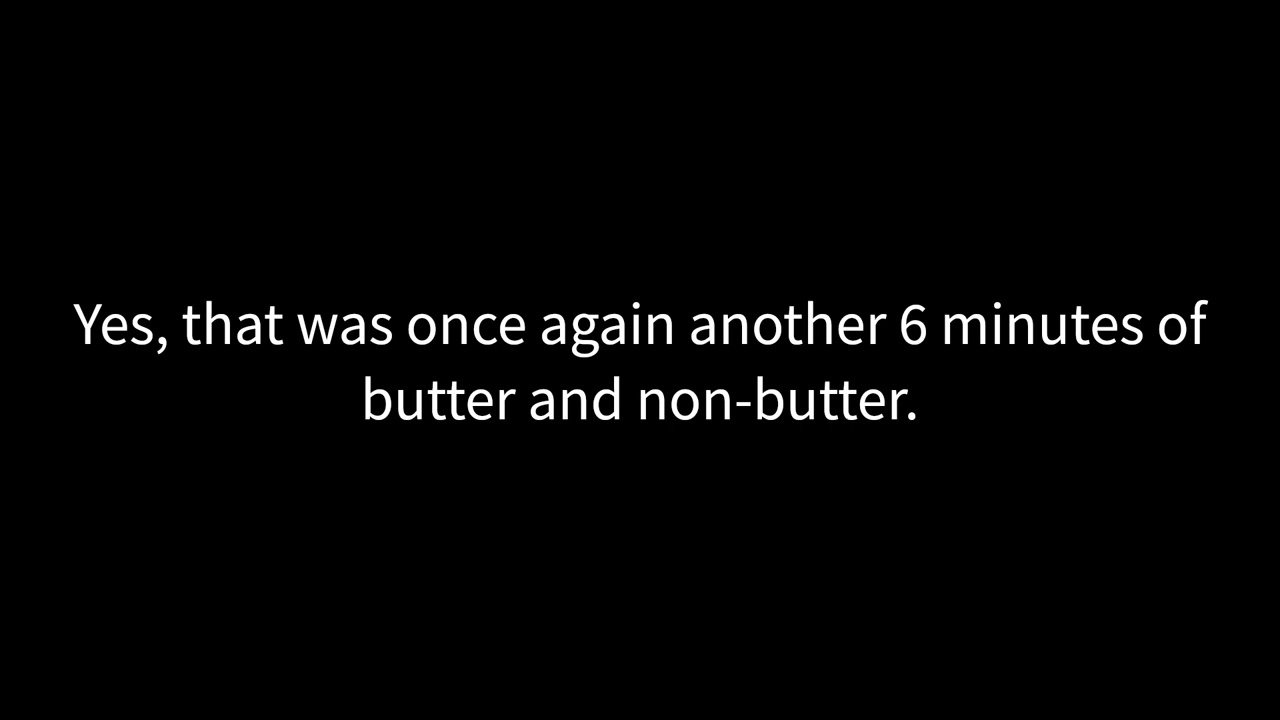 Yes, that was once again another 6 minutes of
butter and non-butter.